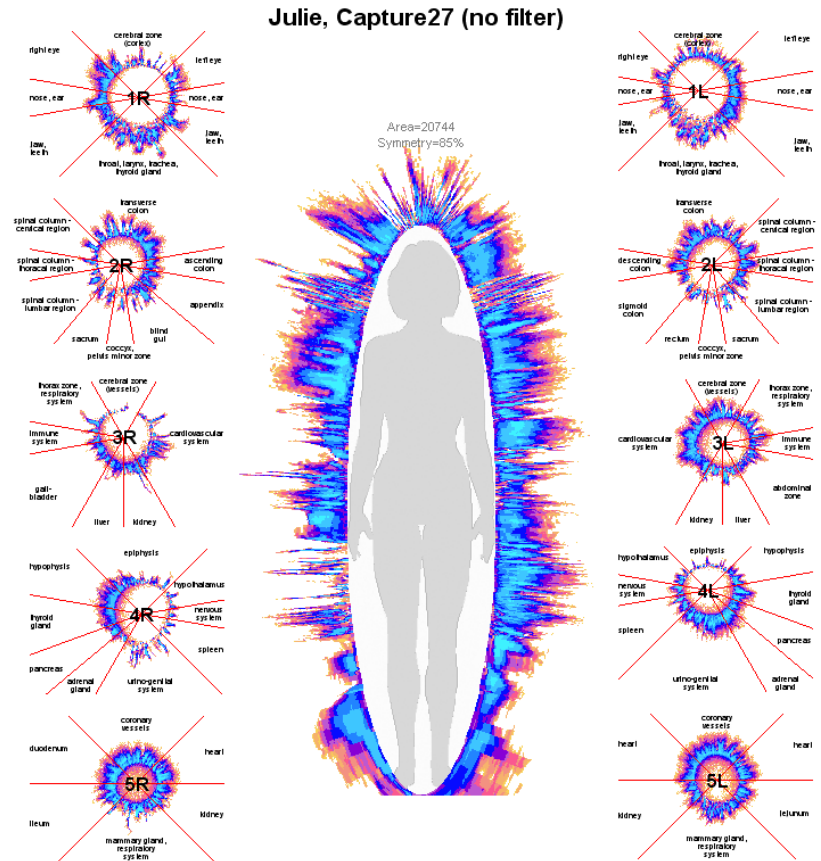 Julie, Capture27 (no filter)
Area=20744
Symmetry=85%
cerebral zone
(cortex)
right eye
left eye
nose, ear
1R
nose, ear
jaw,
teeth
jaw,
teeth
throat, larynx, trachea,
thyroid gland
transverse
colon
spinal column -
cervical region
spinal column -
thoracal region
2R
ascending
colon
spinal column -
lumbar region
appendix
sacrum
blind
gut
coccyx,
pelvis minor zone
thorax zone,
respiratory
system
cerebral zone
(vessels)
immune
system
3R
cardiovascular
system
gall-
bladder
liver
kidney
epiphysis
hypophysis
hypothalamus
4R
nervous
system
thyroid
gland
spleen
pancreas
adrenal
gland
urino-genital
system
coronary
vessels
duodenum
heart
5R
ileum
kidney
mammary gland,
respiratory
system
cerebral zone
(cortex)
right eye
left eye
nose, ear
1L
nose, ear
jaw,
teeth
jaw,
teeth
throat, larynx, trachea,
thyroid gland
transverse
colon
spinal column -
cervical region
descending
colon
2L
spinal column -
thoracal region
sigmoid
colon
spinal column -
lumbar region
rectum
sacrum
coccyx,
pelvis minor zone
cerebral zone
(vessels)
thorax zone,
respiratory
system
cardiovascular
system
3L
immune
system
abdominal
zone
kidney
liver
hypothalamus
epiphysis
hypophysis
nervous
system
4L
thyroid
gland
spleen
pancreas
urino-genital
system
adrenal
gland
coronary
vessels
heart
heart
5L
kidney
jejunum
mammary gland,
respiratory
system